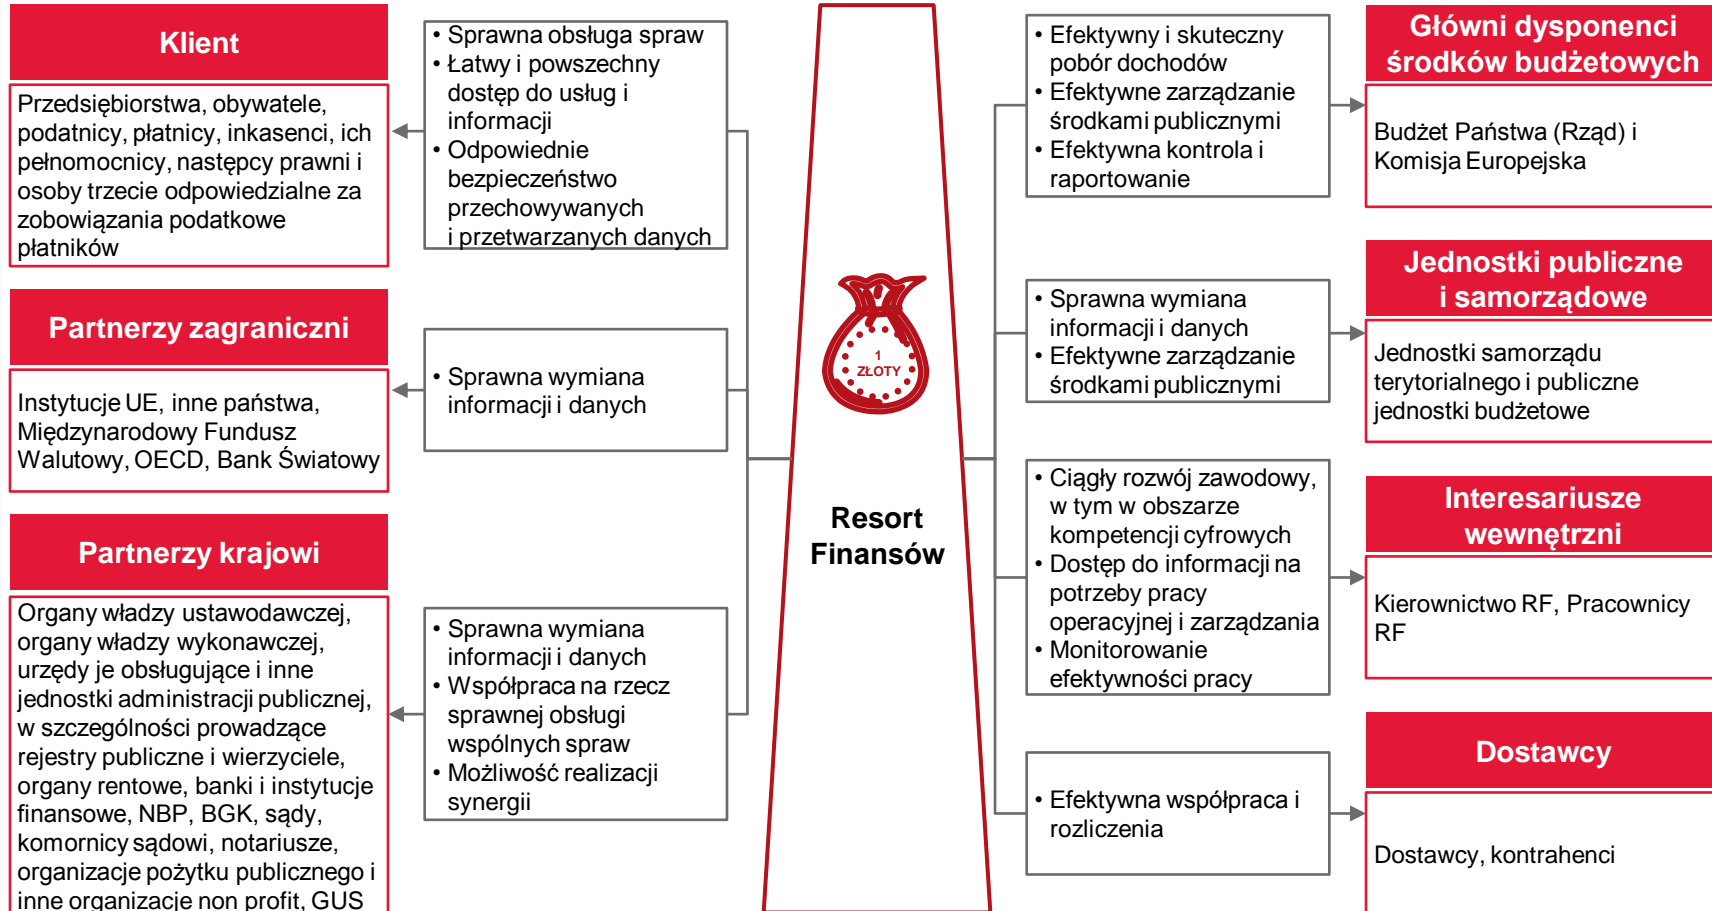 Klient
Przedsiębiorstwa, obywatele,
podatnicy, płatnicy, inkasenci, ich
pełnomocnicy, następcy prawni i
osoby trzecie odpowiedzialne za
zobowiązania podatkowe
płatników
• Sprawna obsługa spraw
• Łatwy i powszechny
dostęp do usług i
informacji
• Odpowiednie
bezpieczeństwo
przechowywanych
i przetwarzanych danych
Partnerzy zagraniczni
Instytucje UE, inne państwa,
Międzynarodowy Fundusz
Walutowy, OECD, Bank Światowy
• Sprawna wymiana
informacji i danych
Partnerzy krajowi
Organy władzy ustawodawczej,
organy władzy wykonawczej,
urzędy je obsługujące i inne
jednostki administracji publicznej,
w szczególności prowadzące
rejestry publiczne i wierzyciele,
organy rentowe, banki i instytucje
finansowe, NBP, BGK, sądy,
komornicy sądowi, notariusze,
organizacje pożytku publicznego i
inne organizacje non profit, GUS
• Sprawna wymiana
informacji i danych
• Współpraca na rzecz
sprawnej obsługi
wspólnych spraw
• Możliwość realizacji
synergii
1
ZŁOTY
Resort
Finansów
• Efektywny i skuteczny
pobór dochodów
• Efektywne zarządzanie
środkami publicznymi
• Efektywna kontrola i
raportowanie
Główni dysponenci
środków budżetowych
Budżet Państwa (Rząd) i
Komisja Europejska
• Sprawna wymiana
informacji i danych
• Efektywne zarządzanie
środkami publicznymi
Jednostki publiczne
i samorządowe
Jednostki samorządu
terytorialnego i publiczne
jednostki budżetowe
• Ciągły rozwój zawodowy,
w tym w obszarze
kompetencji cyfrowych
• Dostęp do informacji na
potrzeby pracy
operacyjnej i zarządzania
• Monitorowanie
efektywności pracy
Interesariusze
wewnętrzni
Kierownictwo RF, Pracownicy
RF
• Efektywna współpraca i
rozliczenia
Dostawcy
Dostawcy, kontrahenci